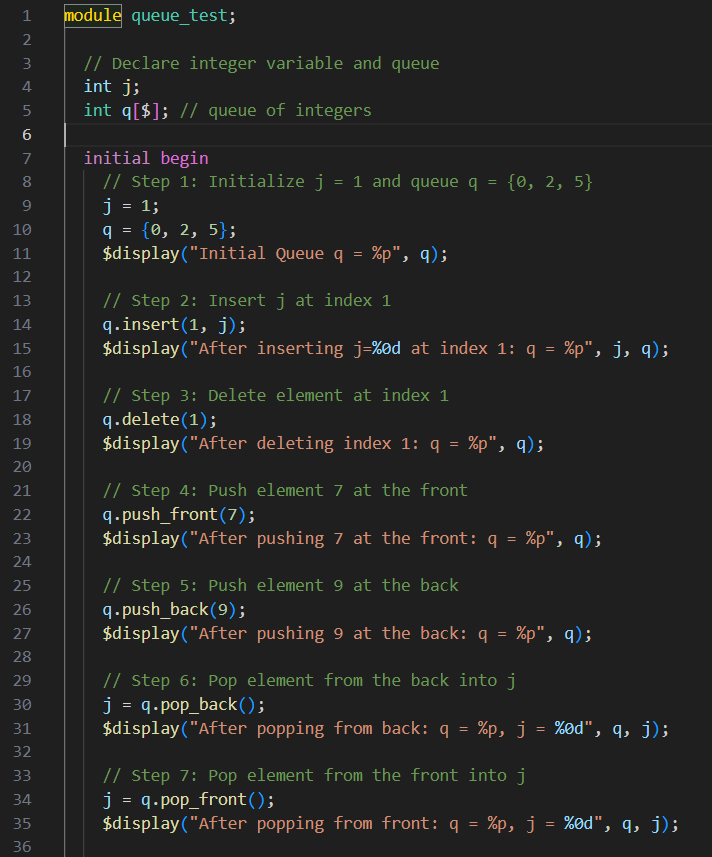 1 module queue_test;
2
3 // Declare integer variable and queue
4 int j;
5 int q[$]; // queue of integers
6
7 initial begin
8 // Step 1: Initialize j = 1 and queue q = {0, 2, 5}
9 j = 1;
10 q = {0, 2, 5};
11 $display("Initial Queue q = %p", q);
12
13 // Step 2: Insert j at index 1
14 q.insert(1, j);
15 $display("After inserting j=%0d at index 1: q = %p", j, q);
16
17 // Step 3: Delete element at index 1
18 q.delete(1);
19 $display("After deleting index 1: q = %p", q);
20
21 // Step 4: Push element 7 at the front
22 q.push_front(7);
23 $display("After pushing 7 at the front: q = %p", q);
24
25 // Step 5: Push element 9 at the back
26 q.push_back(9);
27 $display("After pushing 9 at the back: q = %p", q);
28
29 // Step 6: Pop element from the back into j
30 j = q.pop_back();
31 $display("After popping from back: q = %p, j = %0d", q, j);
32
33 // Step 7: Pop element from the front into j
34 j = q.pop_front();
35 $display("After popping from front: q = %p, j = %0d", q, j);
36